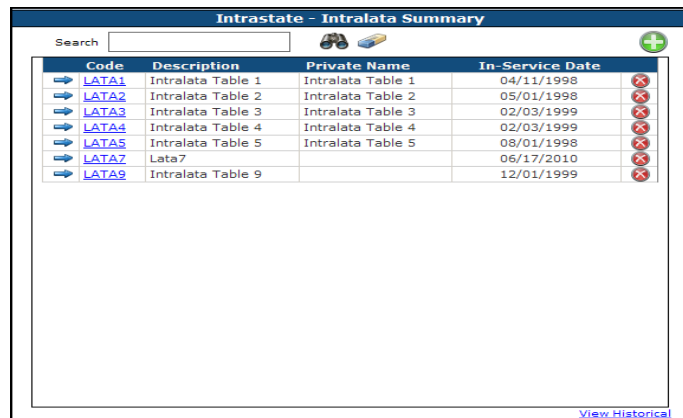 Intrastate - Intralata Summary
Search
Code Description Private Name In-Service Date
LATA1 Intralata Table 1 Intralata Table 1 04/11/1998
LATA2 Intralata Table 2 Intralata Table 2 05/01/1998
LATA3 Intralata Table 3 Intralata Table 3 02/03/1999
LATA4 Intralata Table 4 Intralata Table 4 02/03/1999
LATA5 Intralata Table 5 Intralata Table 5 08/01/1998
LATA7 Lata7 06/17/2010
LATA9 Intralata Table 9 12/01/1999
View Historical